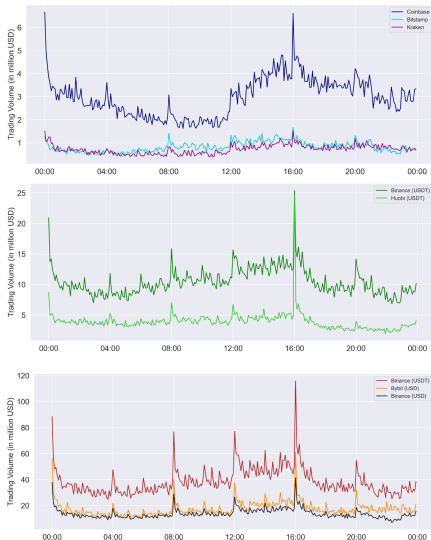 Coinbase
Bitstamp
Kraken
Trading Volume (in million USD)
6
5
4
3
2
1
00:00 04:00 08:00 12:00 16:00 20:00 00:00
Binance (USDT)
Huobi (USDT)
Trading Volume (in million USD)
25
20
15
10
5
00:00 04:00 08:00 12:00 16:00 20:00 00:00
Binance (USDT)
Bybit (USD)
Binance (USD)
Trading Volume (in million USD)
120
100
80
60
40
20
00:00 04:00 08:00 12:00 16:00 20:00 00:00